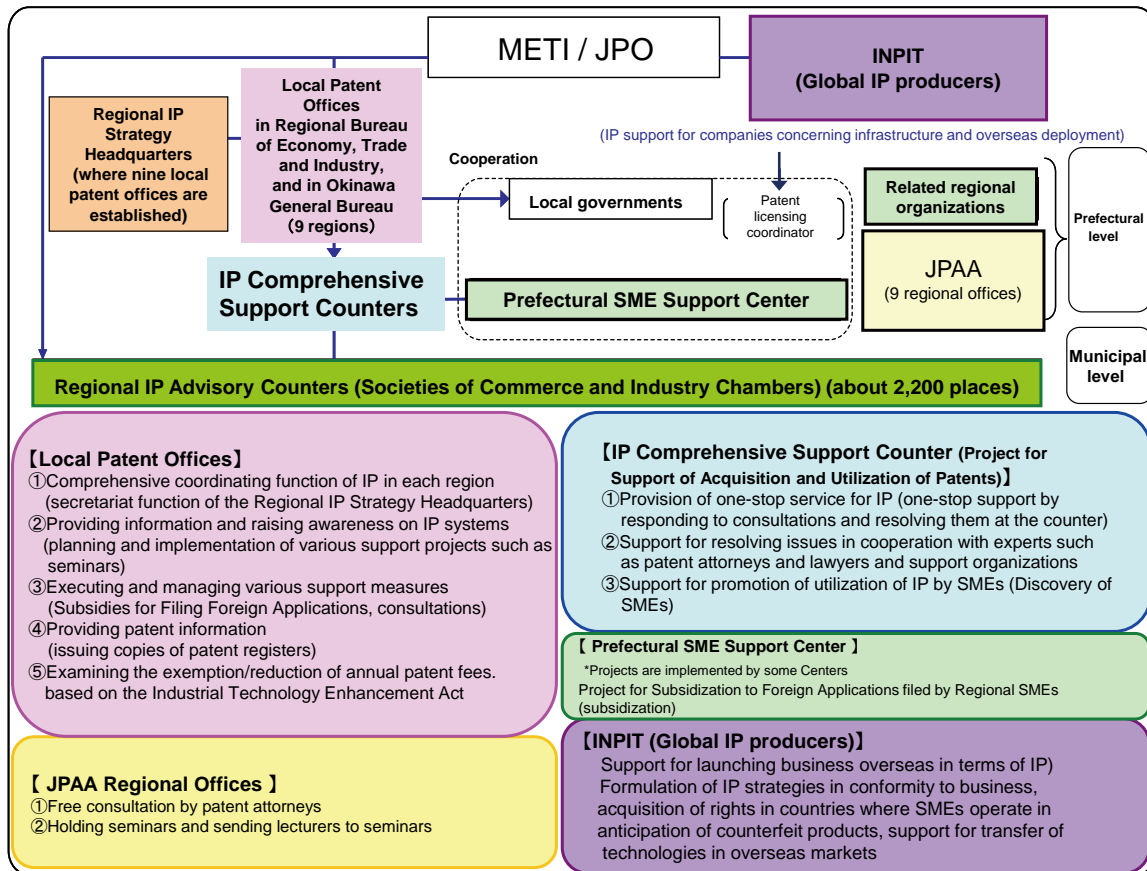 METI / JPO
INPIT
(Global IP producers)
Local Patent
Offices
in Regional Bureau
of Economy, Trade
and Industry,
and in Okinawa
General Bureau
(9 regions)
Regional IP
Strategy
Headquarters
(where nine local
patent offices are
established)
(IP support for companies concerning infrastructure and overseas deployment)
Cooperation
Local governments
Patent
licensing
coordinator
Related regional
organizations
Prefectural
level
JPAA
(9 regional offices)
IP Comprehensive
Support Counters
Prefectural SME Support Center
Municipal
level
Regional IP Advisory Counters (Societies of Commerce and Industry Chambers) (about 2,200 places)
【Local Patent Offices】
①Comprehensive coordinating function of IP in each region
(secretariat function of the Regional IP Strategy Headquarters)
②Providing information and raising awareness on IP systems
(planning and implementation of various support projects such as
seminars)
③Executing and managing various support measures
(Subsidies for Filing Foreign Applications, consultations)
④Providing patent information
(issuing copies of patent registers)
⑤Examining the exemption/reduction of annual patent fees.
based on the Industrial Technology Enhancement Act
【IP Comprehensive Support Counter (Project for
Support of Acquisition and Utilization of Patents)】
①Provision of one-stop service for IP (one-stop support by
responding to consultations and resolving them at the counter)
②Support for resolving issues in cooperation with experts such
as patent attorneys and lawyers and support organizations
③Support for promotion of utilization of IP by SMEs (Discovery of
SMEs)
【 Prefectural SME Support Center 】
*Projects are implemented by some Centers
Project for Subsidization to Foreign Applications filed by Regional SMEs
(subsidization)
【 JPAA Regional Offices 】
①Free consultation by patent attorneys
②Holding seminars and sending lecturers to seminars
【INPIT (Global IP producers)】
Support for launching business overseas in terms of IP)
Formulation of IP strategies in conformity to business,
acquisition of rights in countries where SMEs operate in
anticipation of counterfeit products, support for transfer of
technologies in overseas markets